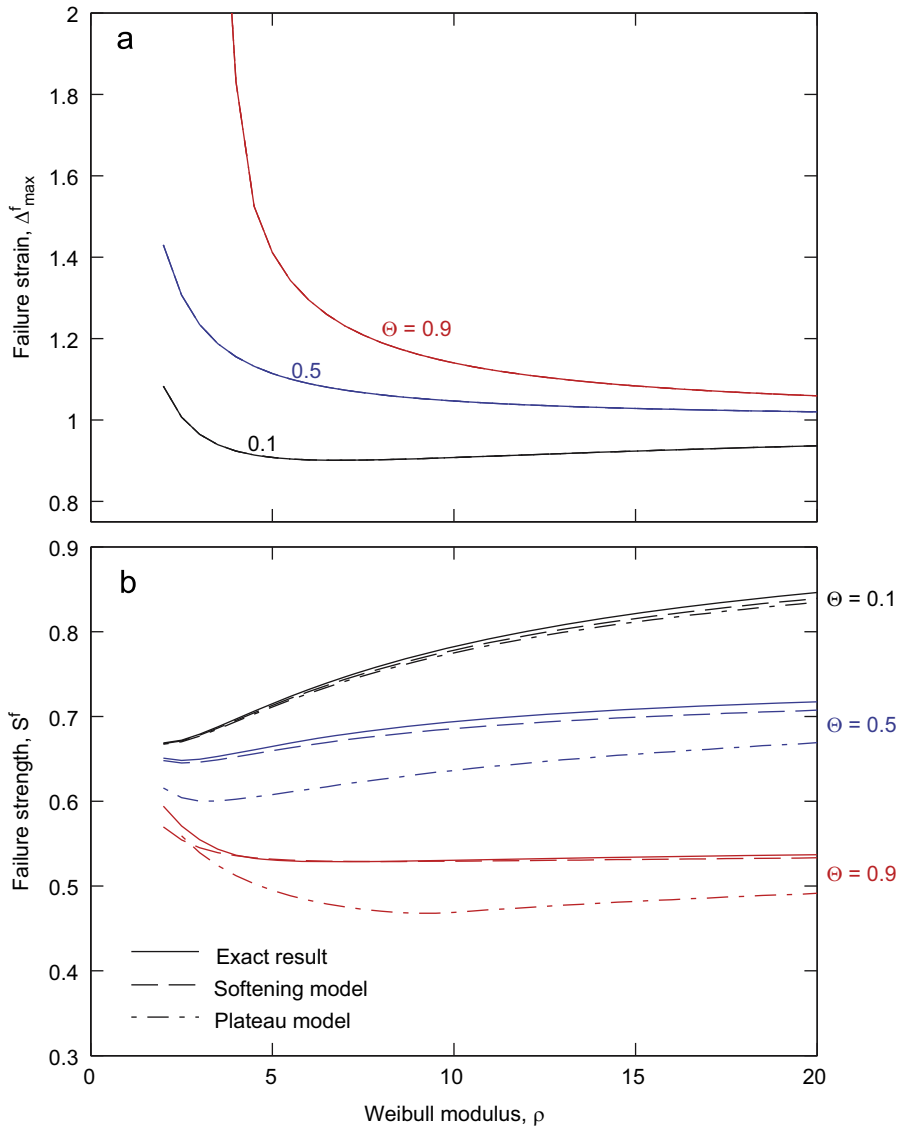 a
2
1.8
1.6
1.4
1.2
1
0.8
Failure strain, Δᶠmax
Θ = 0.9
0.5
0.1
b
0.9
0.8
0.7
0.6
0.5
0.4
0.3
Failure strength, Sᶠ
Θ = 0.1
Θ = 0.5
Θ = 0.9
Exact result
Softening model
Plateau model
0 5 10 15 20
Weibull modulus, ρ